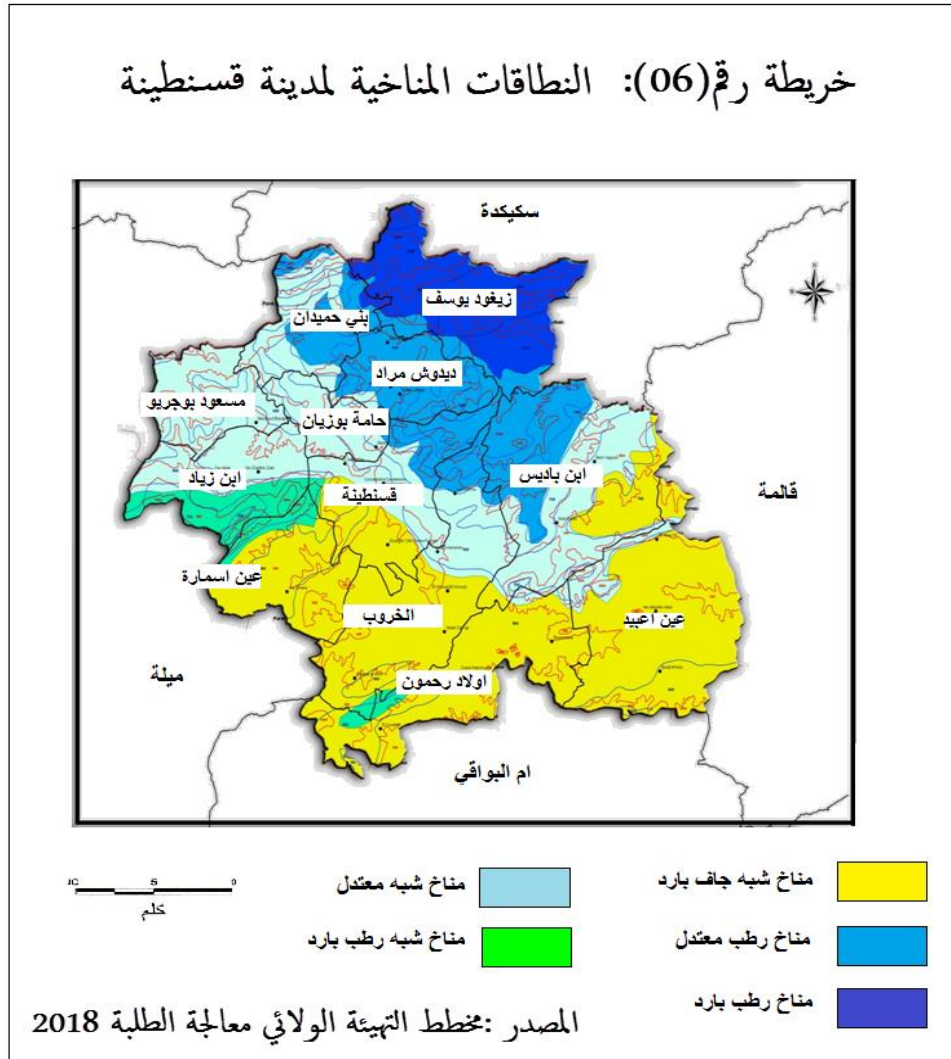 خريطة رقم(06): النطاقات المناخية لمدينة قسنطينة
سكيكدة
زيغود يوسف
بني حميدان
ديدوش مراد
مسعود بوجريو
حامة بوزيان
ابن زياد
ابن باديس
قسنطينة
قالمة
عين اسمارة
الخروب
عين اعبيد
ميلة
اولاد رحمون
ام البواقي
مناخ شبه جاف بارد
مناخ شبه معتدل
مناخ رطب معتدل
مناخ شبه رطب بارد
مناخ رطب بارد
5 0
كلم
المصدر :مخطط التهيئة الولائي معالجة الطلبة 2018